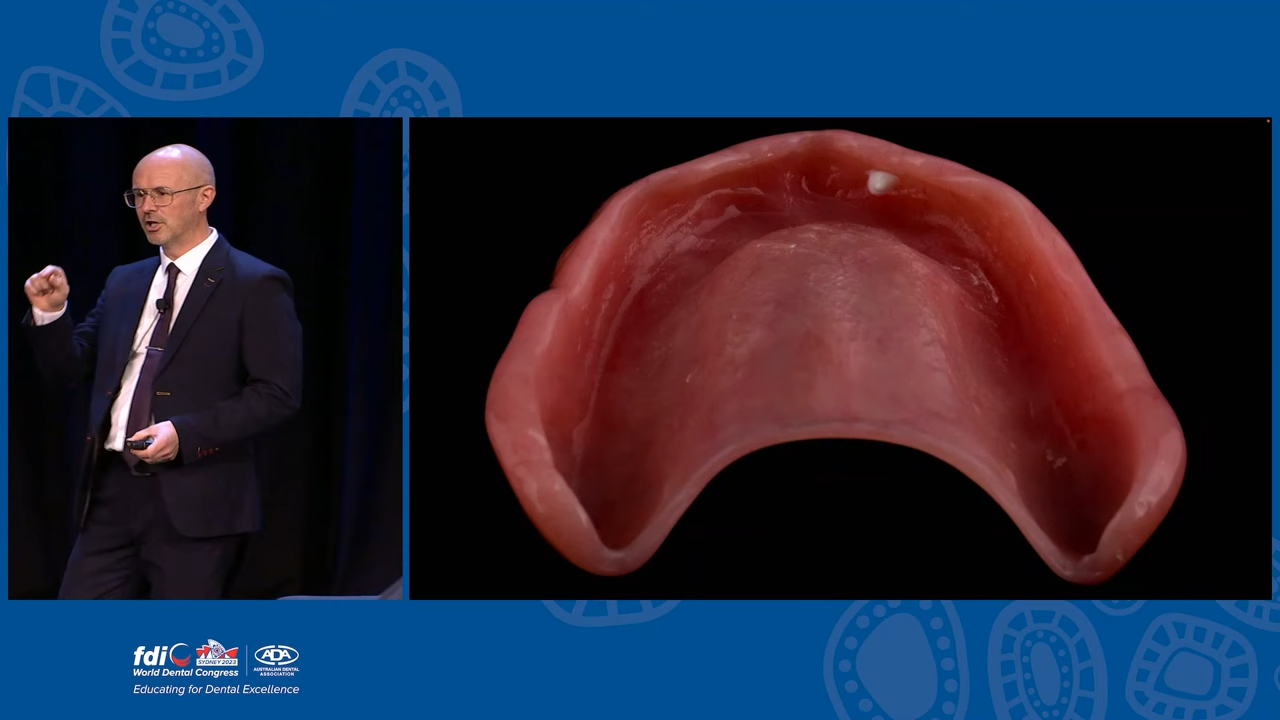 fdi
World Dental Congress
SYDNEY 2023
ADA
AUSTRALIAN DENTAL
ASSOCIATION
Educating for Dental Excellence